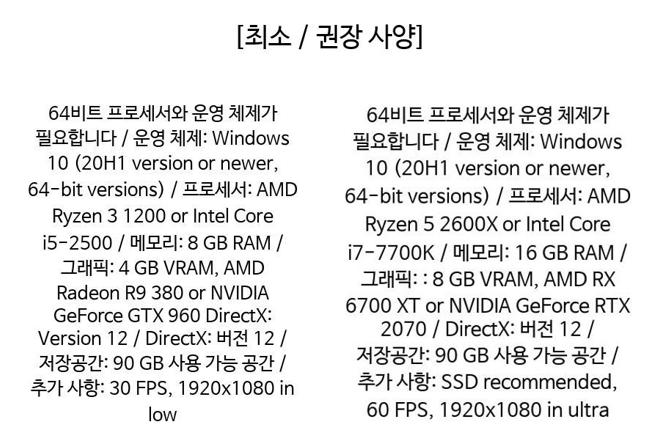 [최소 / 권장 사양]
64비트 프로세서와 운영 체제가
필요합니다 / 운영 체제: Windows
10 (20H1 version or newer,
64-bit versions) / 프로세서: AMD
Ryzen 3 1200 or Intel Core
i5-2500 / 메모리: 8 GB RAM /
그래픽: 4 GB VRAM, AMD
Radeon R9 380 or NVIDIA
GeForce GTX 960 DirectX:
Version 12 / DirectX: 버전 12 /
저장공간: 90 GB 사용 가능 공간 /
추가 사항: 30 FPS, 1920x1080 in
low
64비트 프로세서와 운영 체제가
필요합니다 / 운영 체제: Windows
10 (20H1 version or newer,
64-bit versions) / 프로세서: AMD
Ryzen 5 2600X or Intel Core
i7-7700K / 메모리: 16 GB RAM /
그래픽: : 8 GB VRAM, AMD RX
6700 XT or NVIDIA GeForce RTX
2070 / DirectX: 버전 12 /
저장공간: 90 GB 사용 가능 공간 /
추가 사항: SSD recommended,
60 FPS, 1920x1080 in ultra